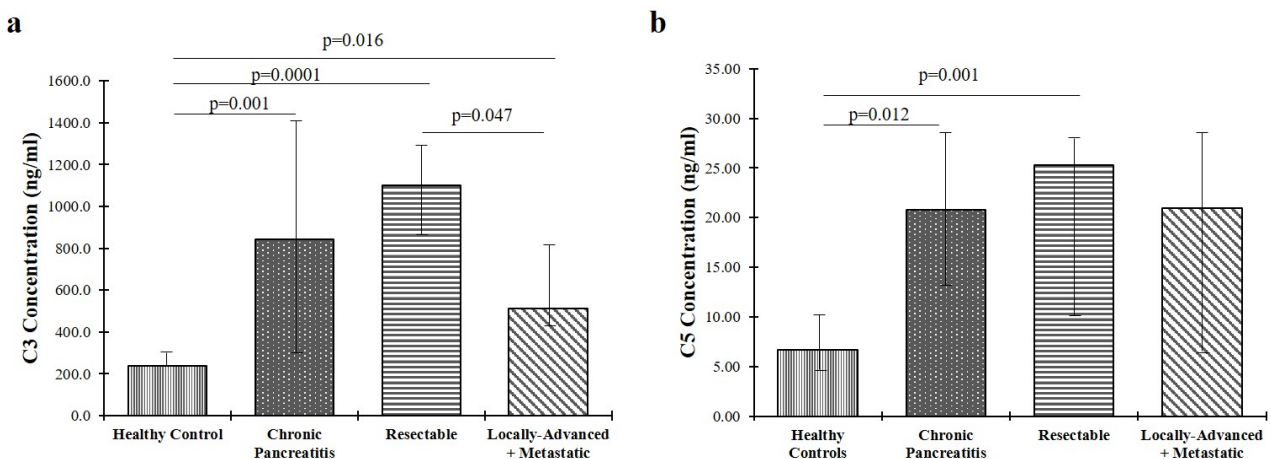 a
p=0.016
p=0.0001
p=0.001
p=0.047
C3 Concentration (ng/ml)
1600.0
1400.0
1200.0
1000.0
800.0
600.0
400.0
200.0
0.0
Healthy Control
Chronic
Pancreatitis
Resectable
Locally-Advanced
+ Metastatic
b
p=0.001
p=0.012
C5 Concentration (ng/ml)
35.00
30.00
25.00
20.00
15.00
10.00
5.00
0.00
Healthy
Controls
Chronic
Pancreatitis
Resectable
Locally-Advanced
+ Metastatic